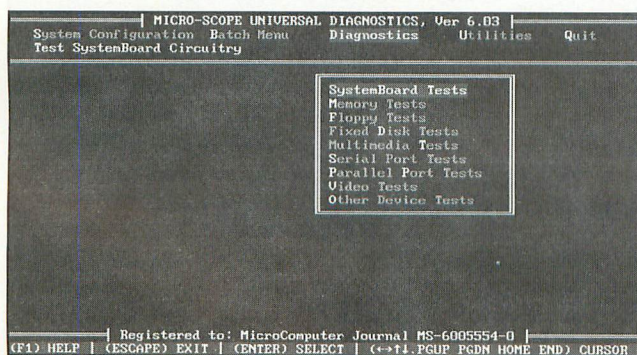 MICRO-SCOPE UNIVERSAL DIAGNOSTICS, Ver 6.03
System Configuration Batch Menu Diagnostics Utilities Quit
Test SystemBoard Circuitry
SystemBoard Tests
Memory Tests
Floppy Tests
Fixed Disk Tests
Multimedia Tests
Serial Port Tests
Parallel Port Tests
Video Tests
Other Device Tests
Registered to: MicroComputer Journal MS-6005554-0
(F1) HELP | (ESCAPE) EXIT | (ENTER) SELECT | (↔↑↓,PGUP PGDN HOME END) CURSOR